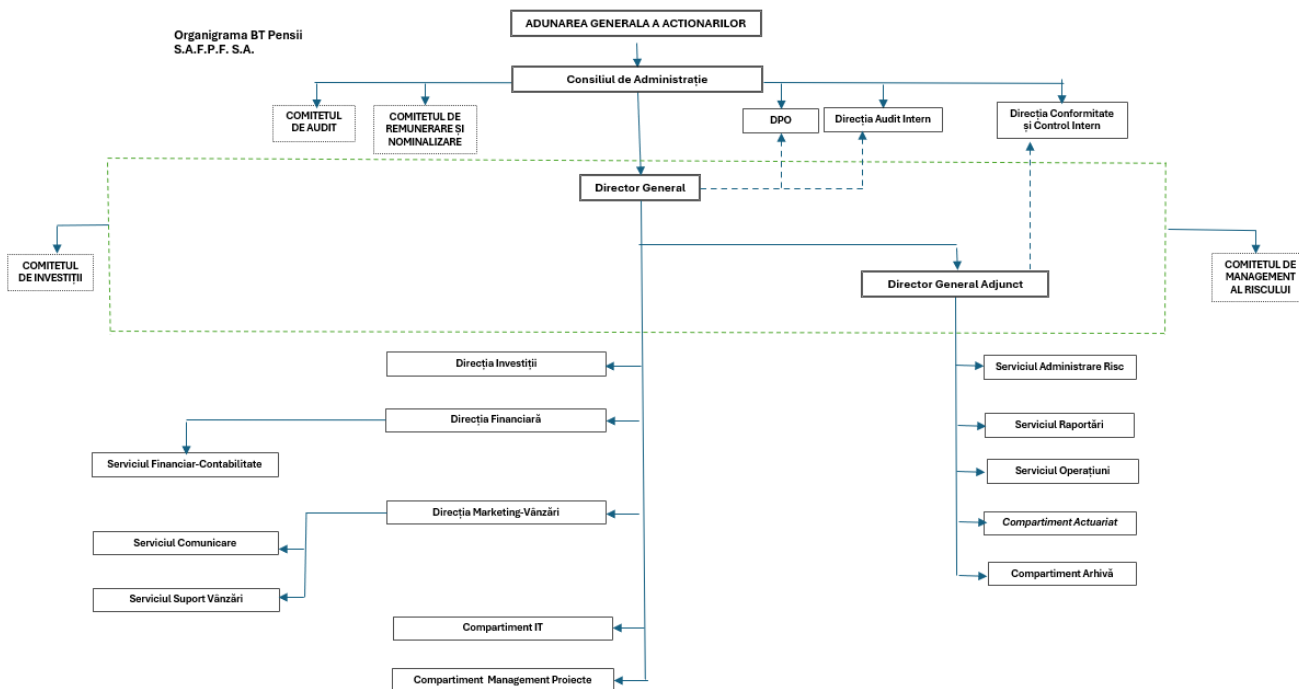 ADUNAREA GENERALA A ACTIONARILOR
Organigrama BT Pensii
S.A.F.P.F. S.A.
Consiliul de Administrație
COMITETUL
DE AUDIT
COMITETUL DE
REMUNERARE ȘI
NOMINALIZARE
DPO
Direcția Audit Intern
Direcția Conformitate
și Control Intern
Director General
COMITETUL
DE INVESTIȚII
COMITETUL DE
MANAGEMENT
AL RISCULUI
Director General Adjunct
Direcția Investiții
Serviciul Administrare Risc
Direcția Financiară
Serviciul Raportări
Serviciul Financiar-Contabilitate
Serviciul Operațiuni
Direcția Marketing-Vânzări
Compartiment Actuariat
Serviciul Comunicare
Compartiment Arhivă
Serviciul Suport Vânzări
Compartiment IT
Compartiment Management Proiecte